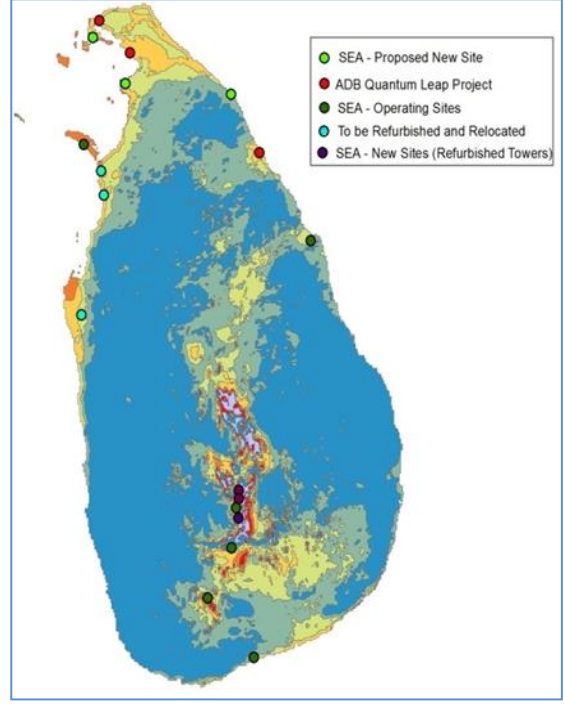 SEA - Proposed New Site
ADB Quantum Leap Project
SEA - Operating Sites
To be Refurbished and Relocated
SEA - New Sites (Refurbished Towers)